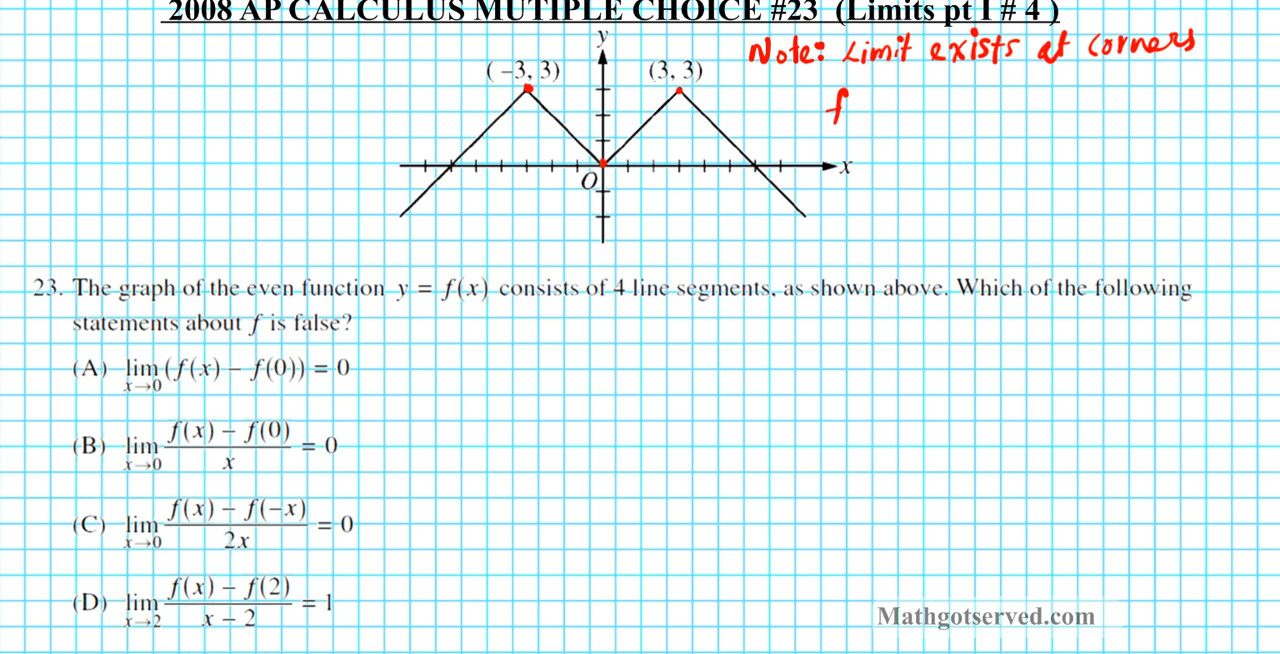 2008 AP CALCULUS MUTIPLE CHOICE #23 (Limits pt I # 4 )
Note: Limit exists at corners
f
y
(−3, 3)
(3, 3)
x
O
23. The graph of the even function y = f(x) consists of 4 line segments, as shown above. Which of the following
statements about f is false?
(A) lim x→0 (f(x) − f(0)) = 0
(B) lim x→0 f(x) − f(0) / x = 0
(C) lim x→0 f(x) − f(−x) / 2x = 0
(D) lim x→2 f(x) − f(2) / x − 2 = 1
Mathgotserved.com